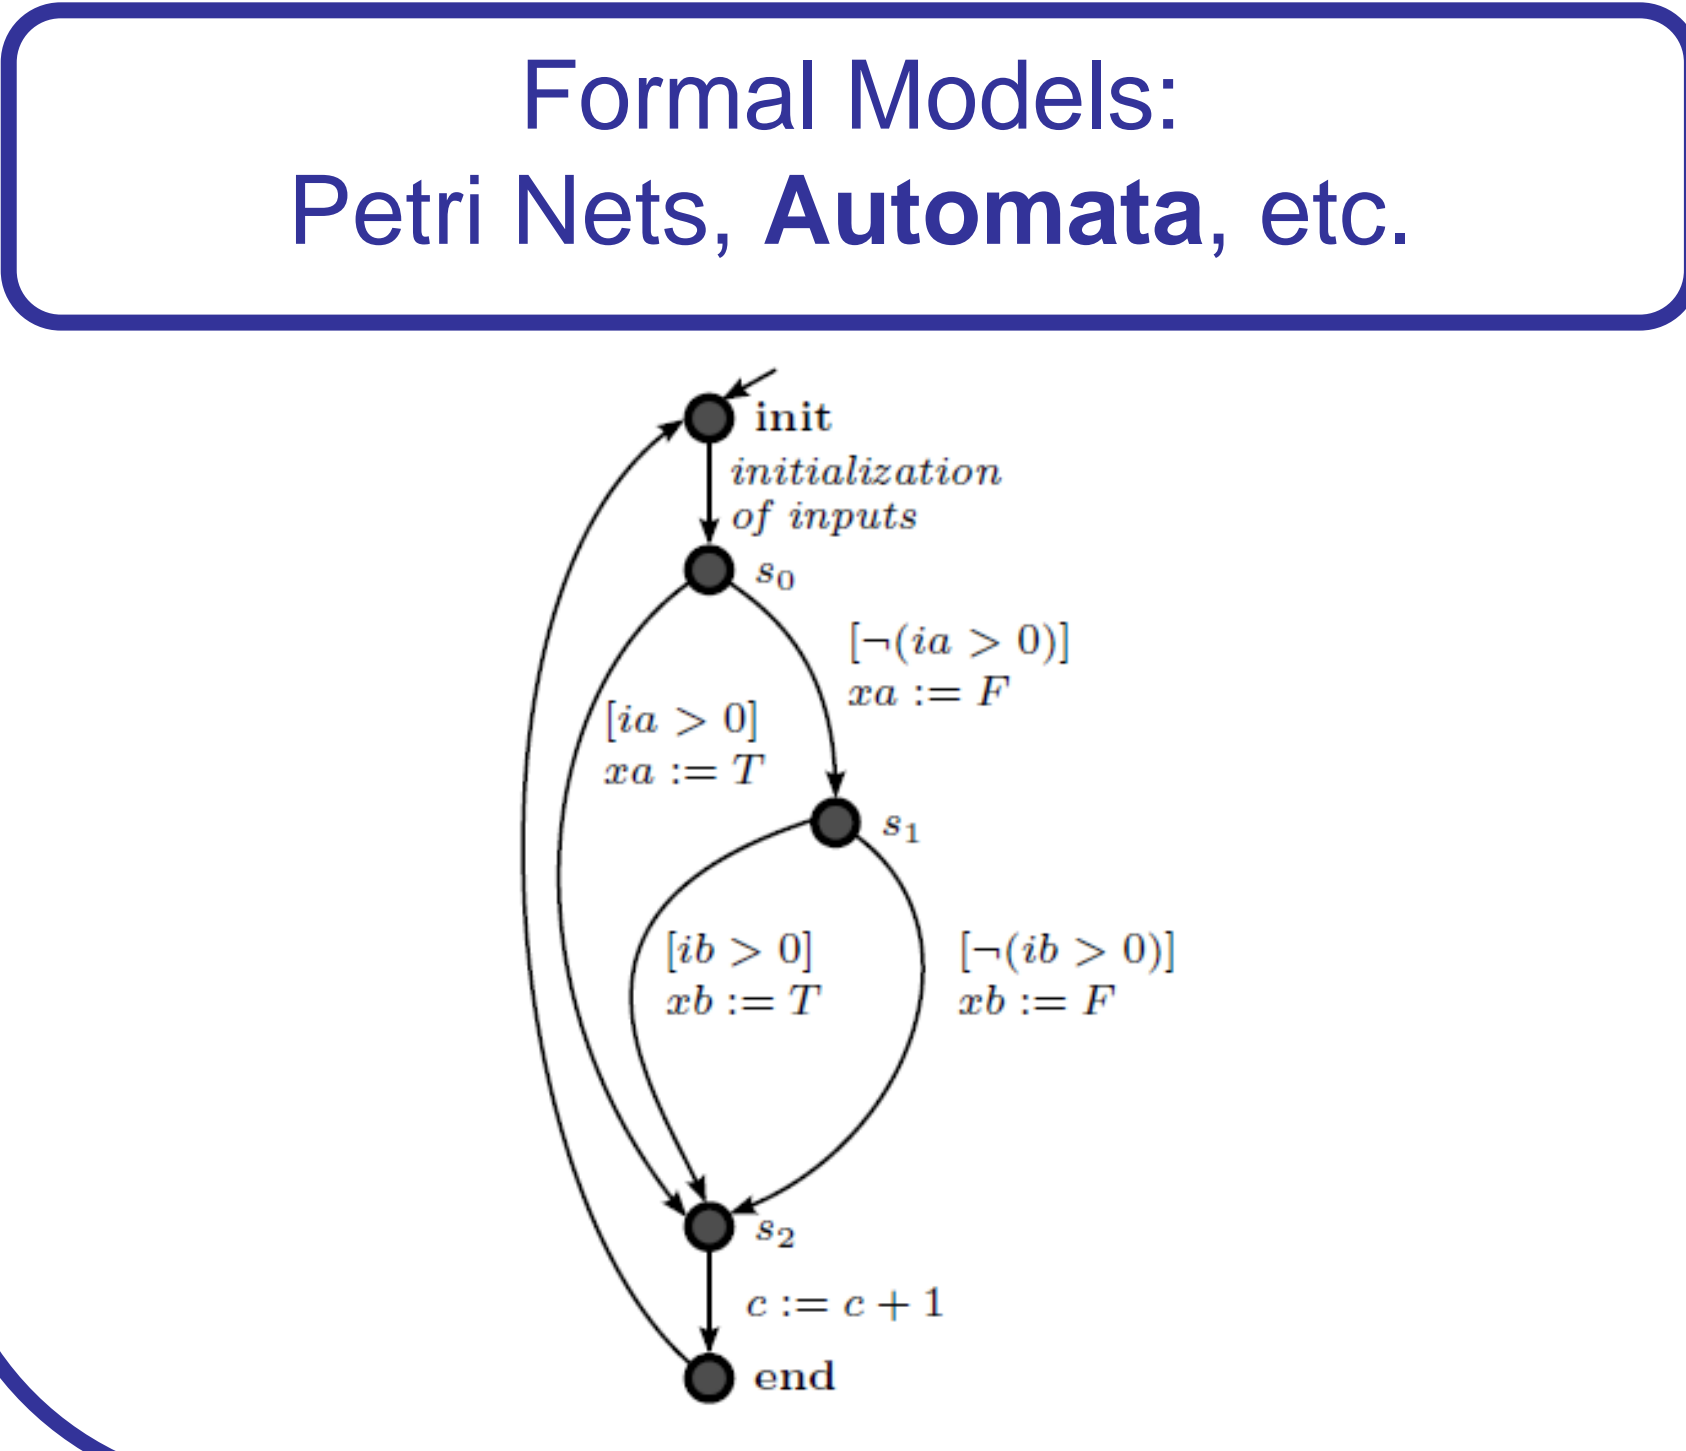 Formal Models:
Petri Nets, Automata, etc.
init
initialization
of inputs
s₀
[¬(ia > 0)]
xa := F
[ia > 0]
xa := T
s₁
[ib > 0]
xb := T
[¬(ib > 0)]
xb := F
s₂
c := c + 1
end